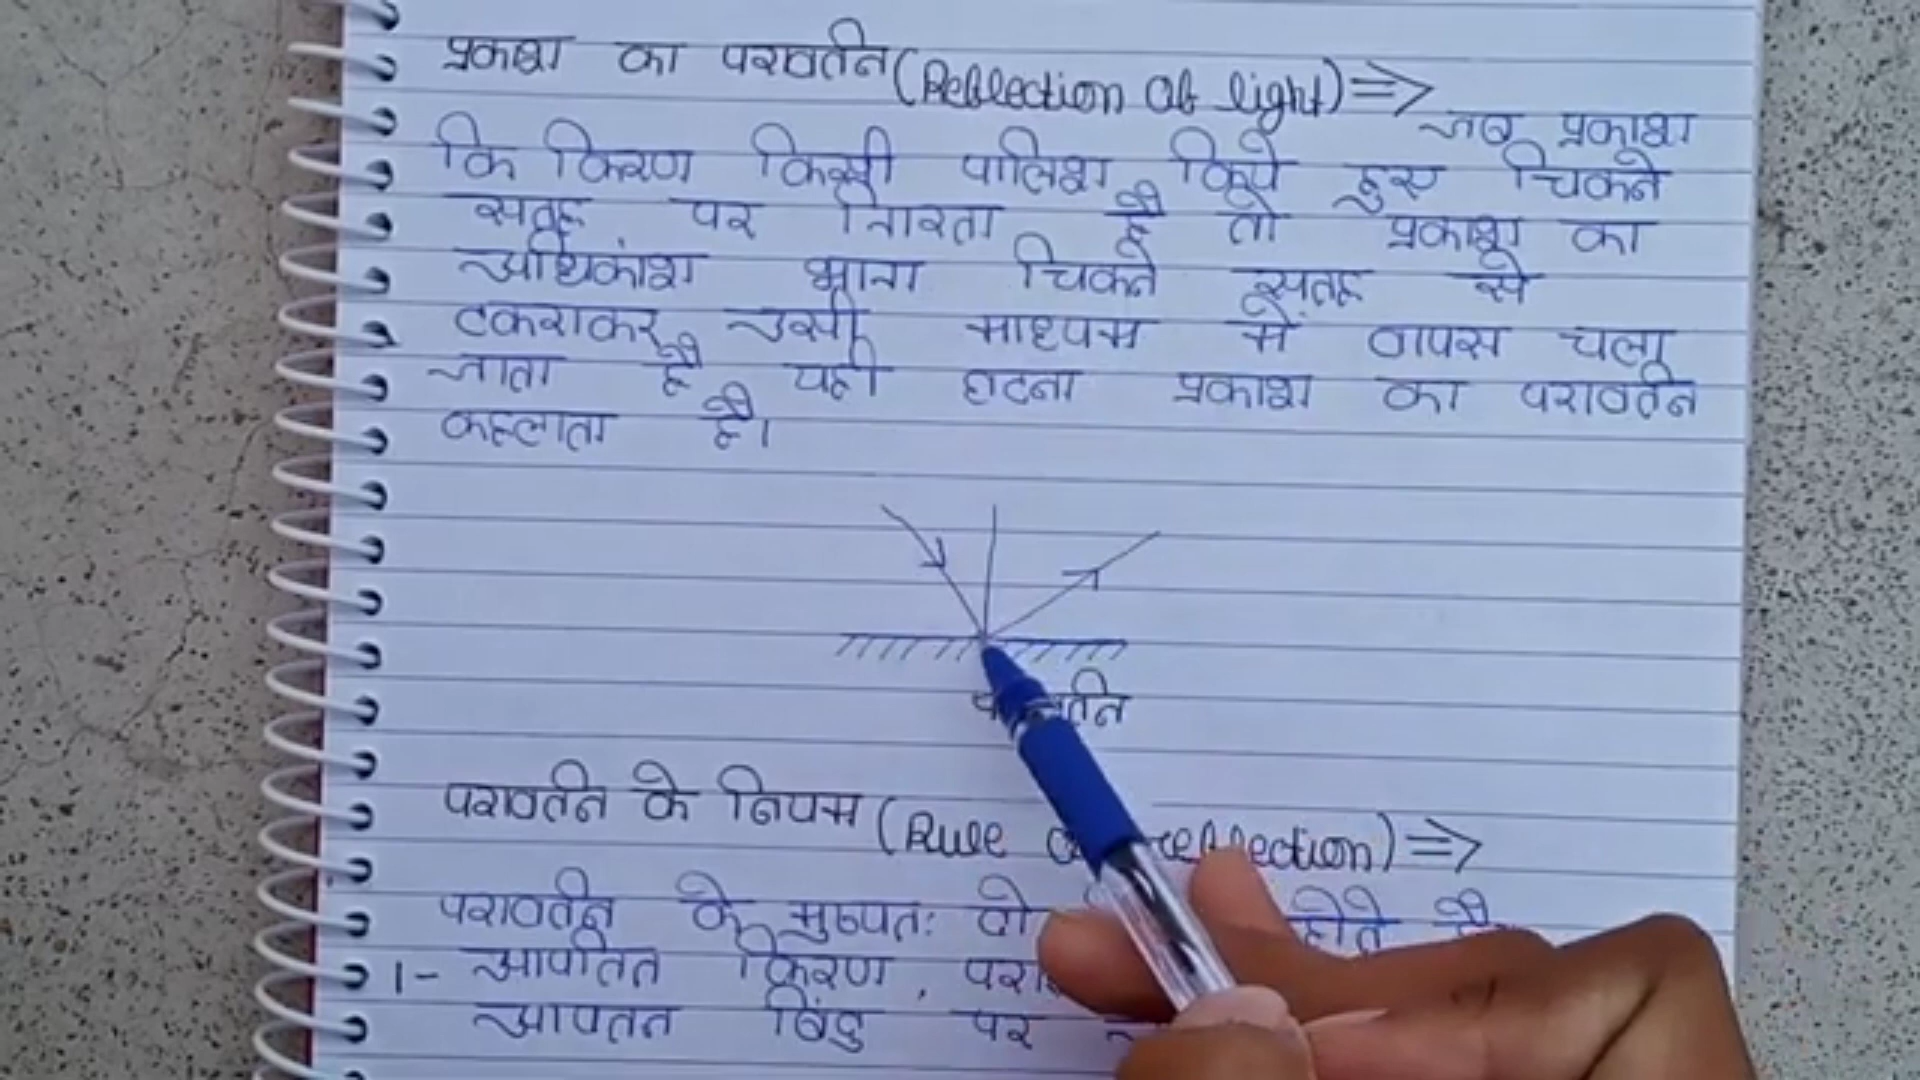 प्रकाश का परावर्तन (Reflection of light) ⇒
जब प्रकाश
कि किरण किसी पालिश किये हुए चिकने
सतह पर गिरता है तो प्रकाश का
अधिकांश भाग चिकने सतह से
टकराकर उसी माध्यम में वापस चला
जाता है यही घटना प्रकाश का परावर्तन
कहलाता है।
परावर्तन के नियम (Rule reflection) ⇒
परावर्तन के मुख्यतः दो होते है
1- आपतित किरण,
आपतन बिंदु पर